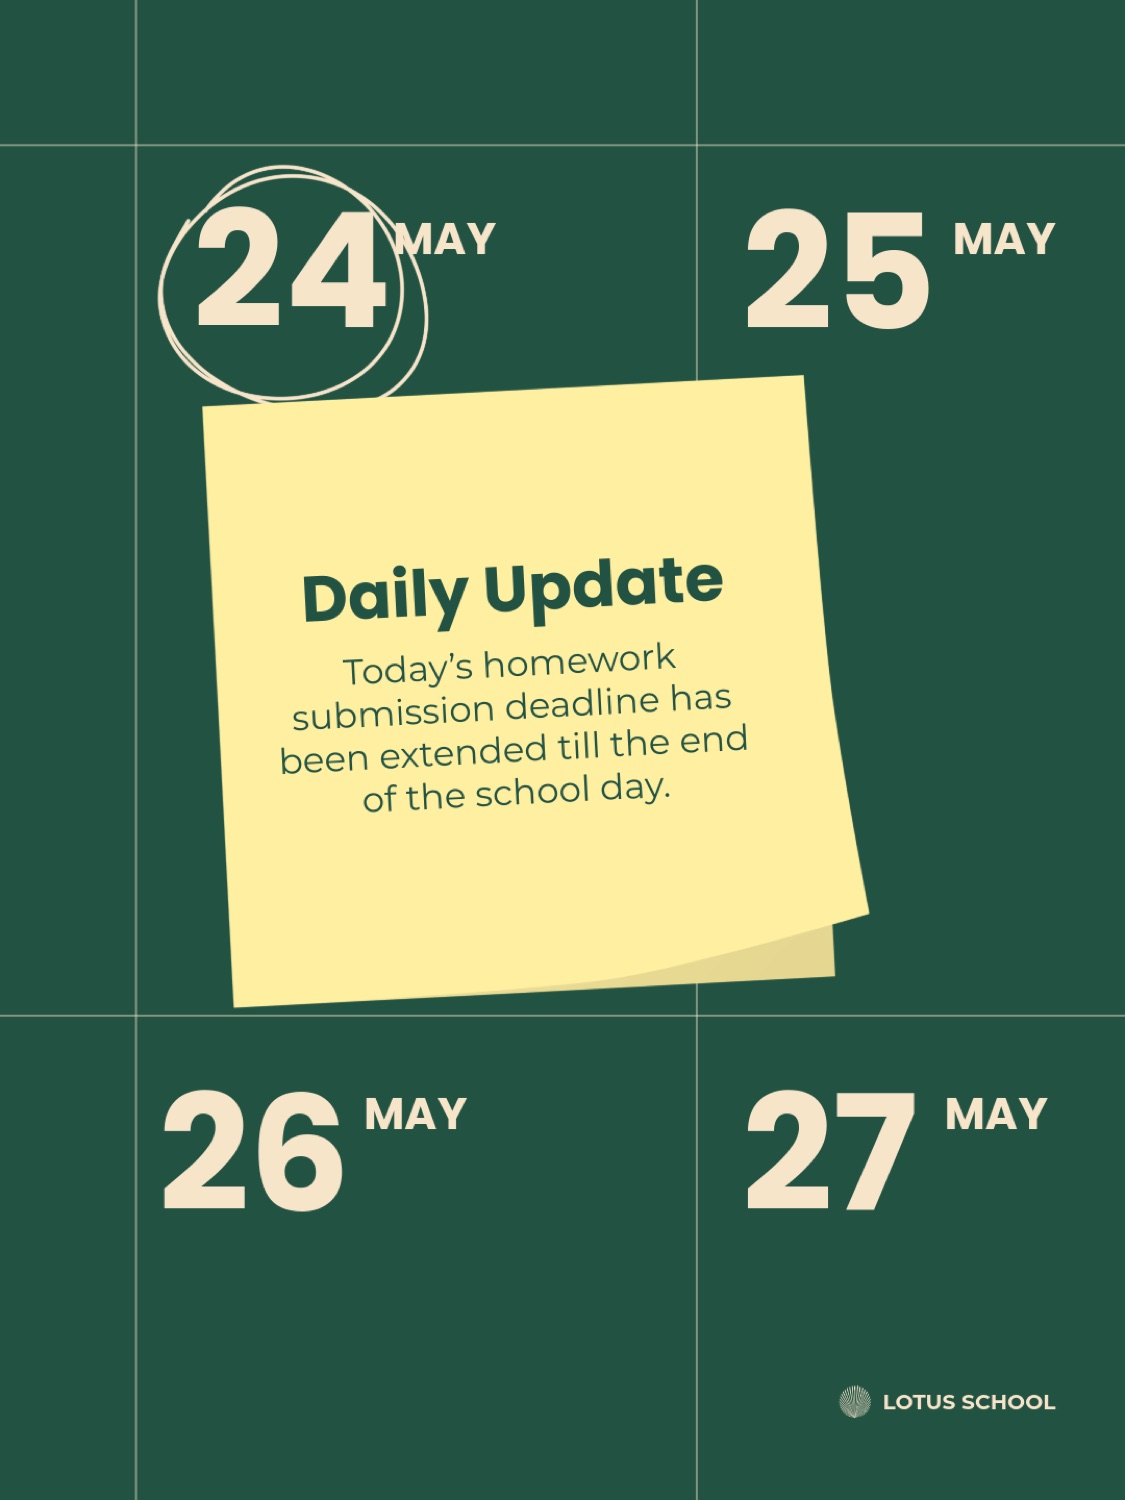 24 MAY
25 MAY
Daily Update
Today’s homework
submission deadline has
been extended till the end
of the school day.
26 MAY
27 MAY
LOTUS SCHOOL